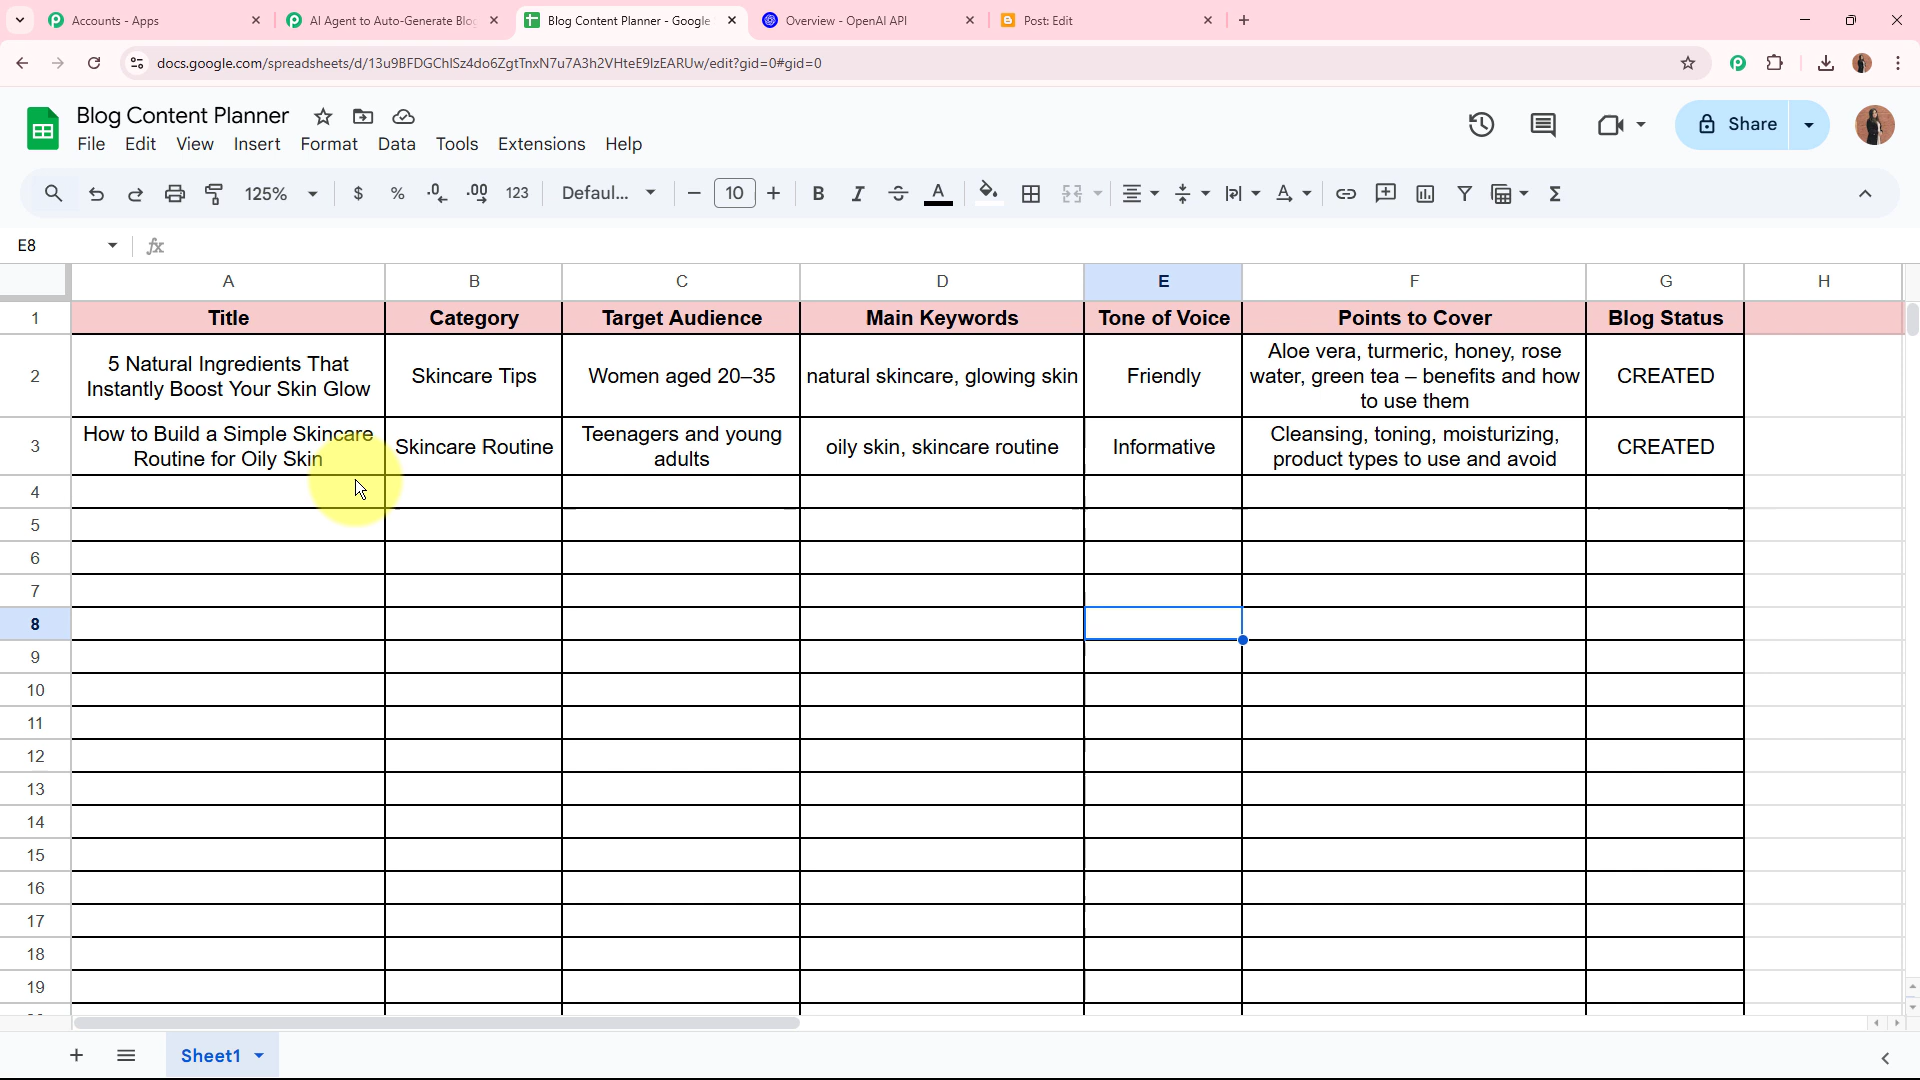 Accounts - Apps
AI Agent to Auto-Generate Blo
Blog Content Planner - Google
Overview - OpenAI API
Post: Edit
docs.google.com/spreadsheets/d/13u9BFDGChlSz4do6ZgtTnxN7u7A3h2VHteE9IzEARUw/edit?gid=0#gid=0
Blog Content Planner
File Edit View Insert Format Data Tools Extensions Help
Share
125% $ % .0 .00 123 Defaul... 10 B I S A
E8 fx
A B C D E F G H
1 Title Category Target Audience Main Keywords Tone of Voice Points to Cover Blog Status
2
5 Natural Ingredients That
Instantly Boost Your Skin Glow
Skincare Tips
Women aged 20–35
natural skincare, glowing skin
Friendly
Aloe vera, turmeric, honey, rose
water, green tea – benefits and how
to use them
CREATED
3
How to Build a Simple Skincare
Routine for Oily Skin
Skincare Routine
Teenagers and young
adults
oily skin, skincare routine
Informative
Cleansing, toning, moisturizing,
product types to use and avoid
CREATED
4
5
6
7
8
9
10
11
12
13
14
15
16
17
18
19
Sheet1